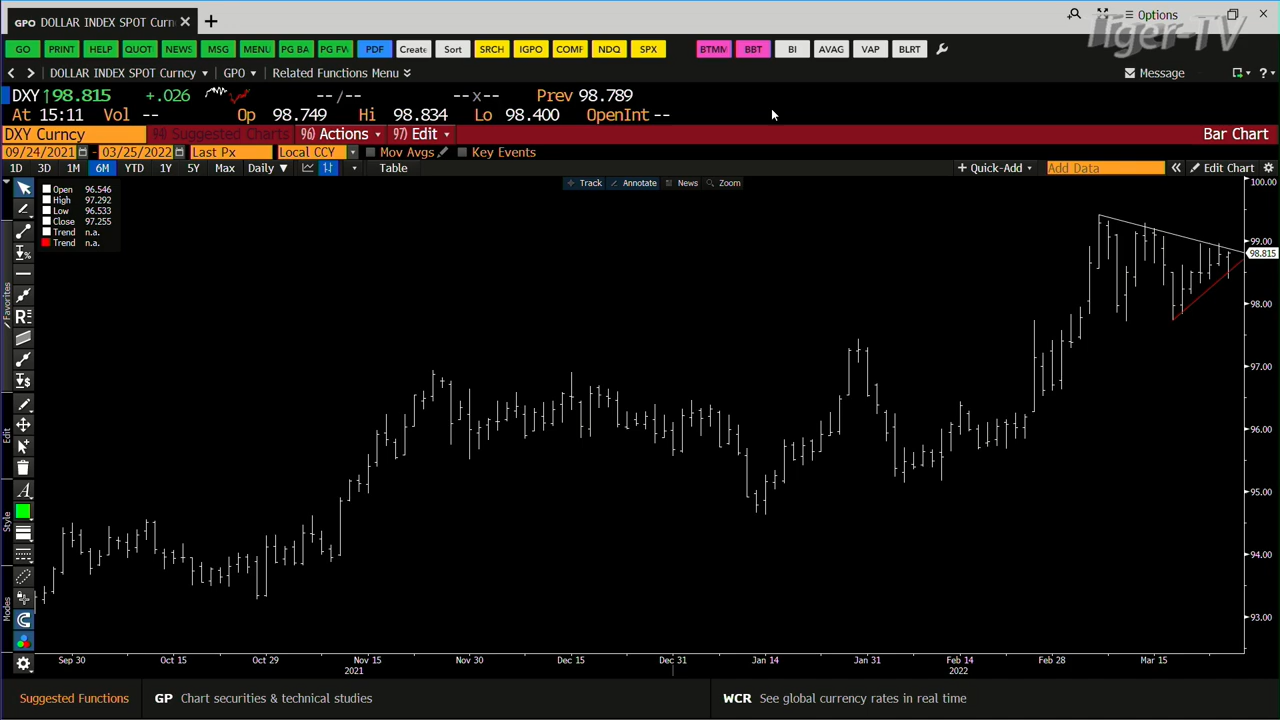 GPO DOLLAR INDEX SPOT Curn
Options
Tiger-TV
GO PRINT HELP QUOT NEWS MSG MENU PG BA PG FV PDF Create Sort SRCH IGPO COMF NDQ SPX BTMM BBT BI AVAG VAP BLRT
DOLLAR INDEX SPOT Curncy GPO Related Functions Menu Message
DXY ↑98.815 +.026 -- / -- -- x -- Prev 98.789
At 15:11 Vol -- Op 98.749 Hi 98.834 Lo 98.400 OpenInt --
DXY Curncy 94) Suggested Charts 96) Actions 97) Edit Bar Chart
09/24/2021 - 03/25/2022 Last Px Local CCY Mov Avgs Key Events
1D 3D 1M 6M YTD 1Y 5Y Max Daily ▼ Table + Quick-Add Add Data « Edit Chart
Track Annotate News Zoom
Open 96.546
High 97.292
Low 96.533
Close 97.255
Trend n.a.
Trend n.a.
100.00
99.00
98.815
98.00
97.00
96.00
95.00
94.00
93.00
Favorites
Edit
Style
Modes
Sep 30 Oct 15 Oct 29 Nov 15 Nov 30 Dec 15 Dec 31 Jan 14 Jan 31 Feb 14 Feb 28 Mar 15
2021 2022
Suggested Functions GP Chart securities & technical studies WCR See global currency rates in real time